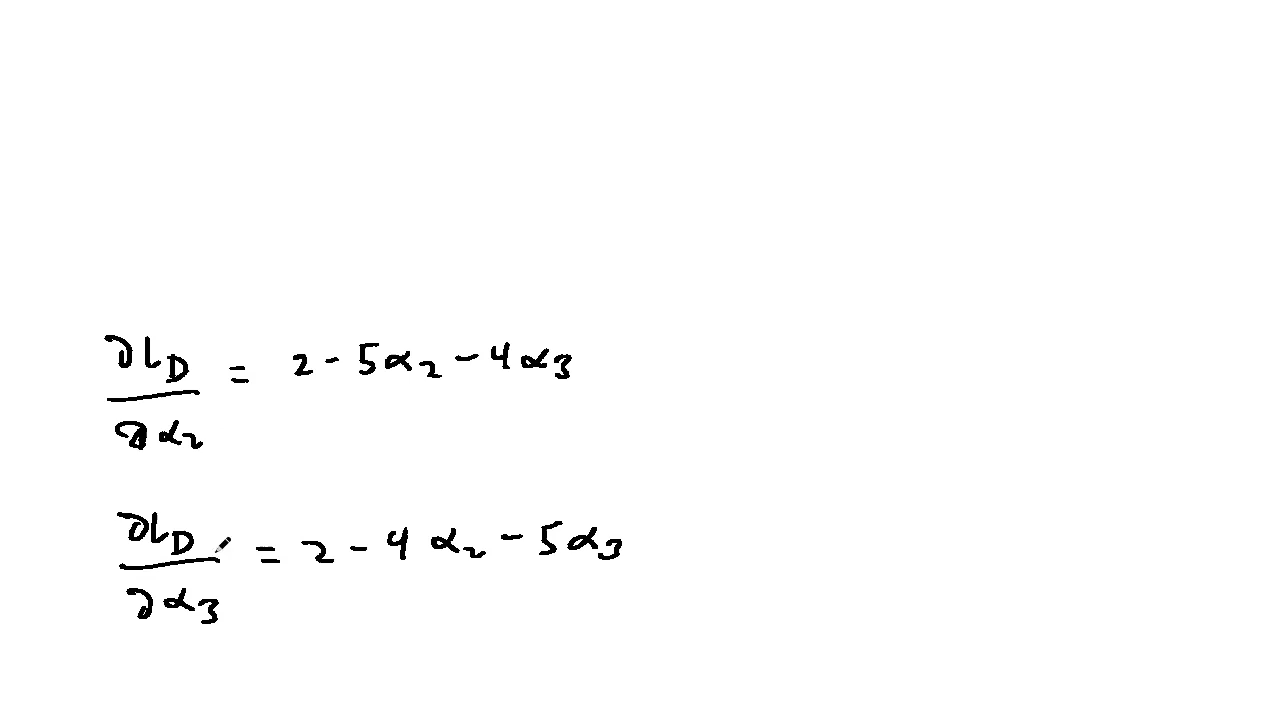 ∂L_D / ∂α₂ = 2 - 5α₂ - 4α₃
∂L_D / ∂α₃ = 2 - 4α₂ - 5α₃